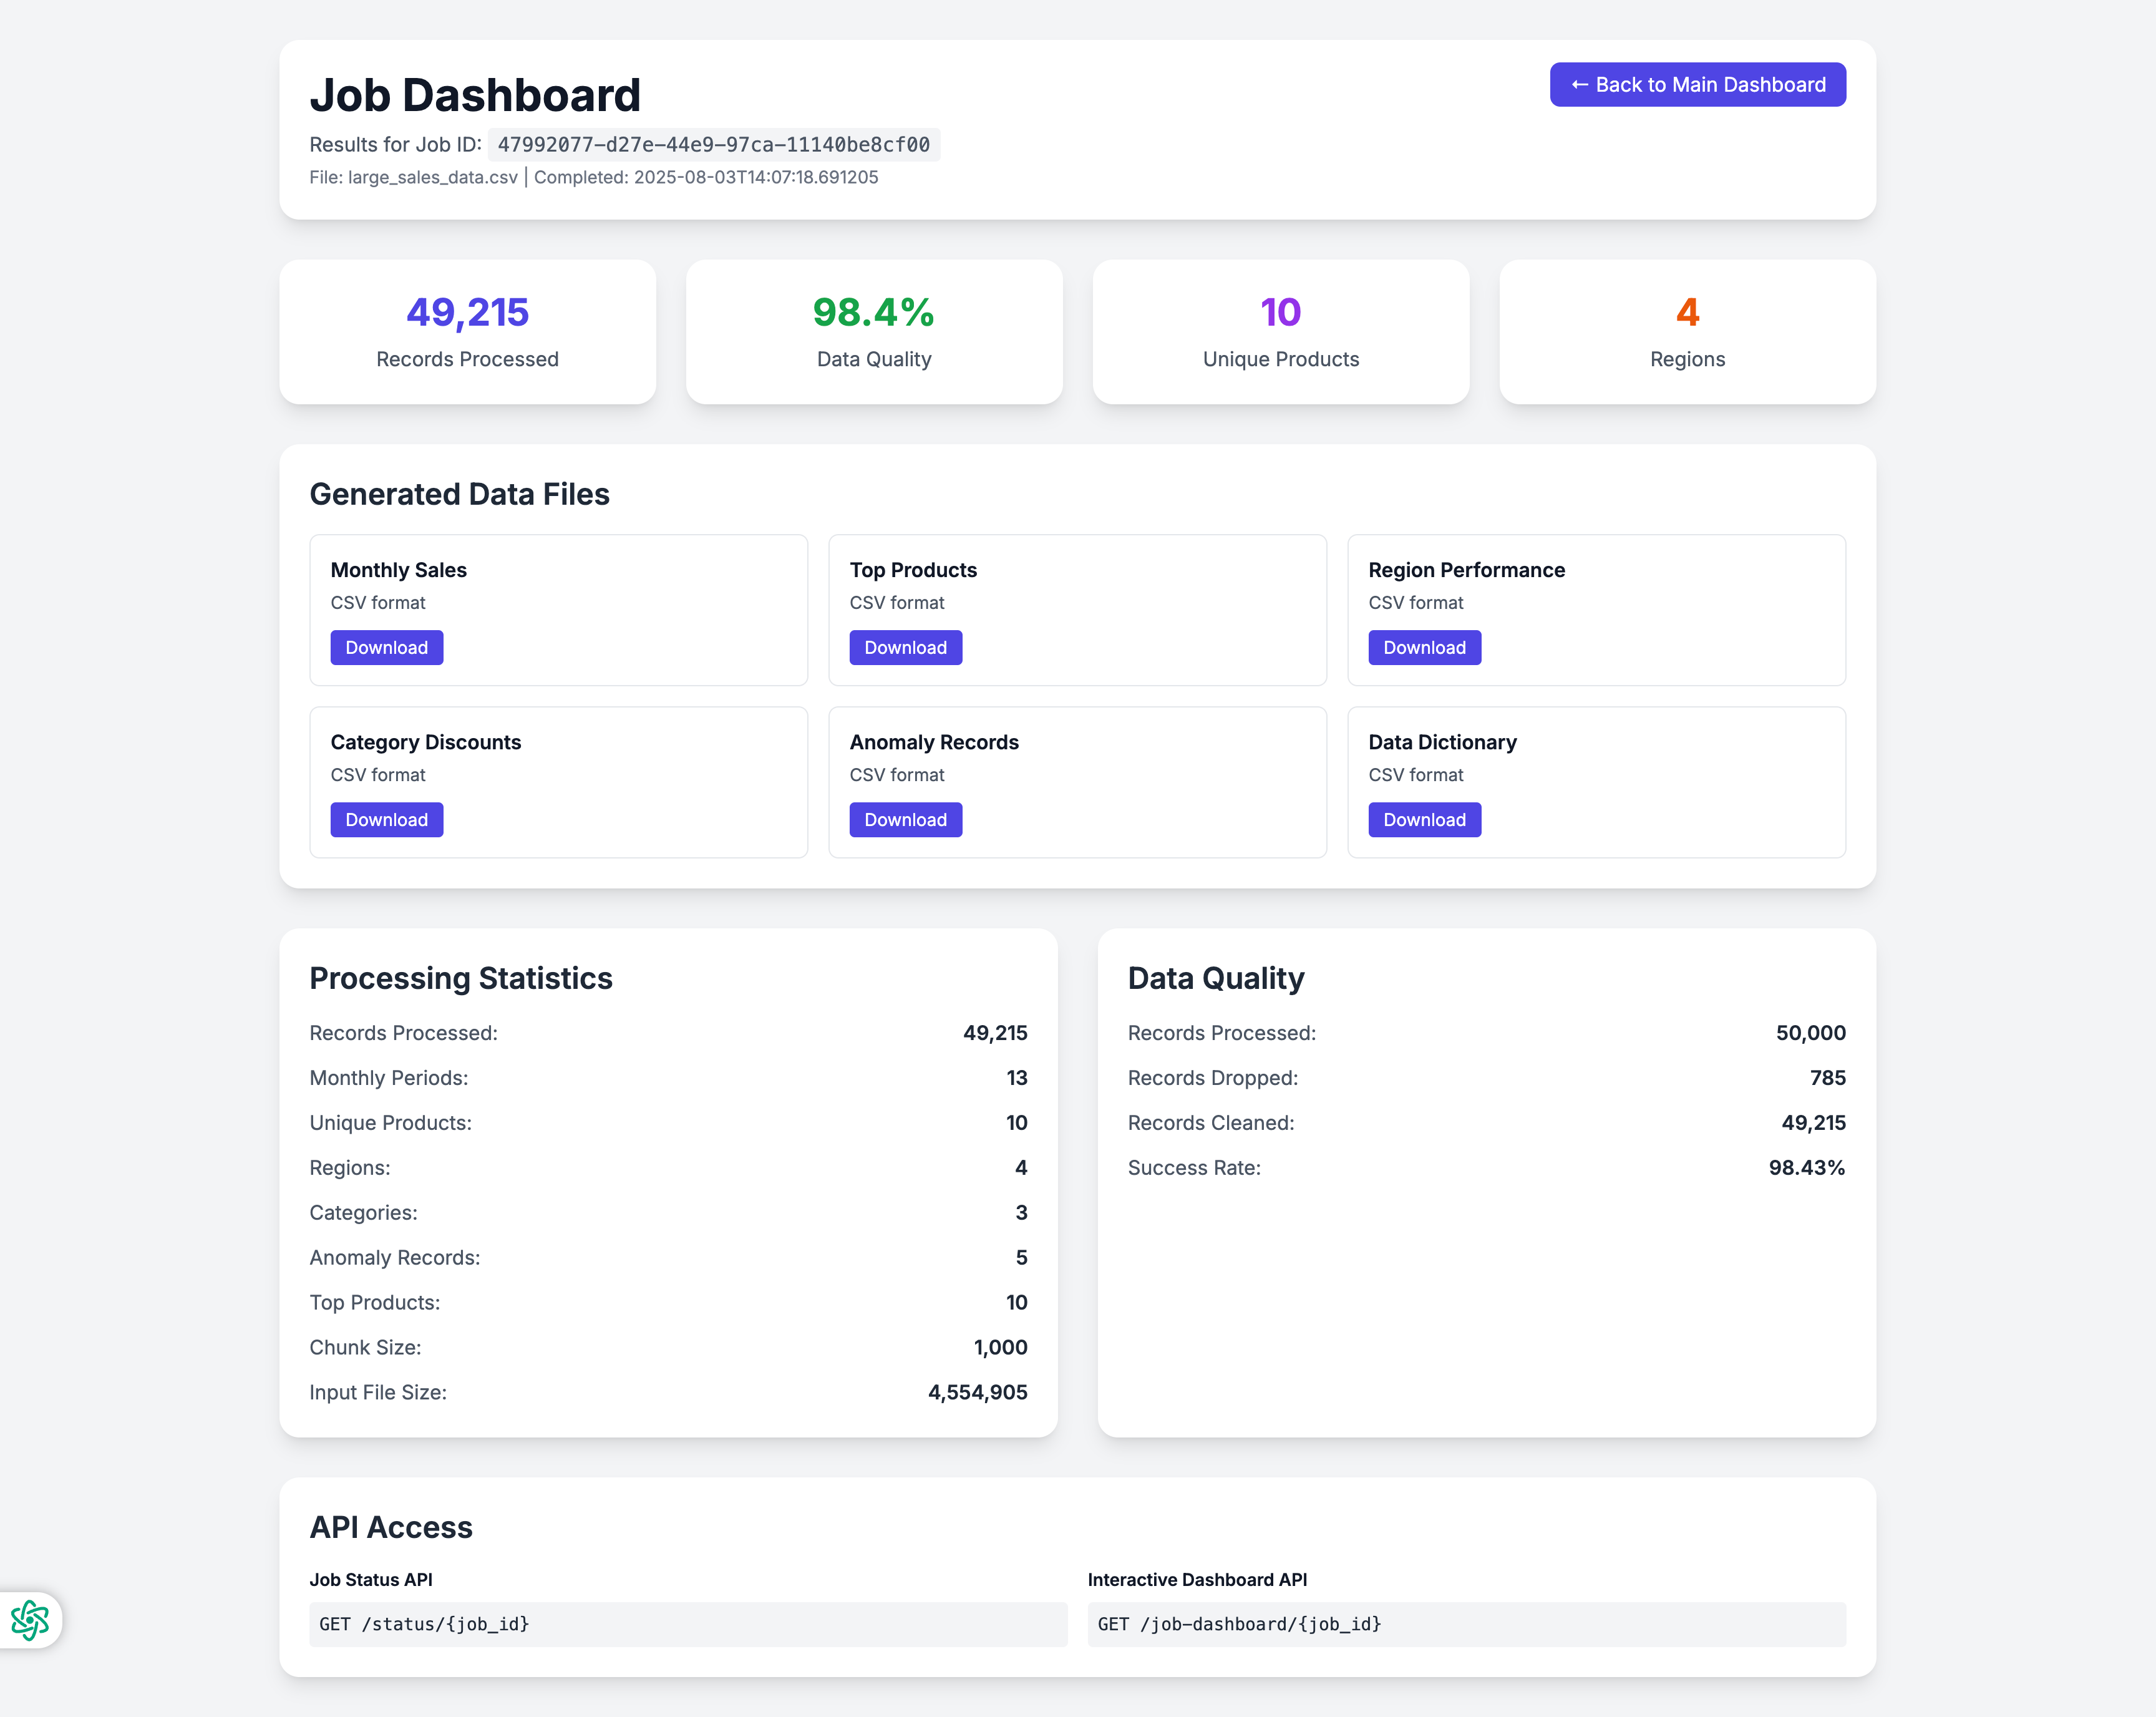 Job Dashboard
← Back to Main Dashboard
Results for Job ID: 47992077-d27e-44e9-97ca-11140be8cf00
File: large_sales_data.csv | Completed: 2025-08-03T14:07:18.691205
49,215
Records Processed
98.4%
Data Quality
10
Unique Products
4
Regions
Generated Data Files
Monthly Sales
CSV format
Download
Top Products
CSV format
Download
Region Performance
CSV format
Download
Category Discounts
CSV format
Download
Anomaly Records
CSV format
Download
Data Dictionary
CSV format
Download
Processing Statistics
Records Processed: 49,215
Monthly Periods: 13
Unique Products: 10
Regions: 4
Categories: 3
Anomaly Records: 5
Top Products: 10
Chunk Size: 1,000
Input File Size: 4,554,905
Data Quality
Records Processed: 50,000
Records Dropped: 785
Records Cleaned: 49,215
Success Rate: 98.43%
API Access
Job Status API
GET /status/{job_id}
Interactive Dashboard API
GET /job-dashboard/{job_id}